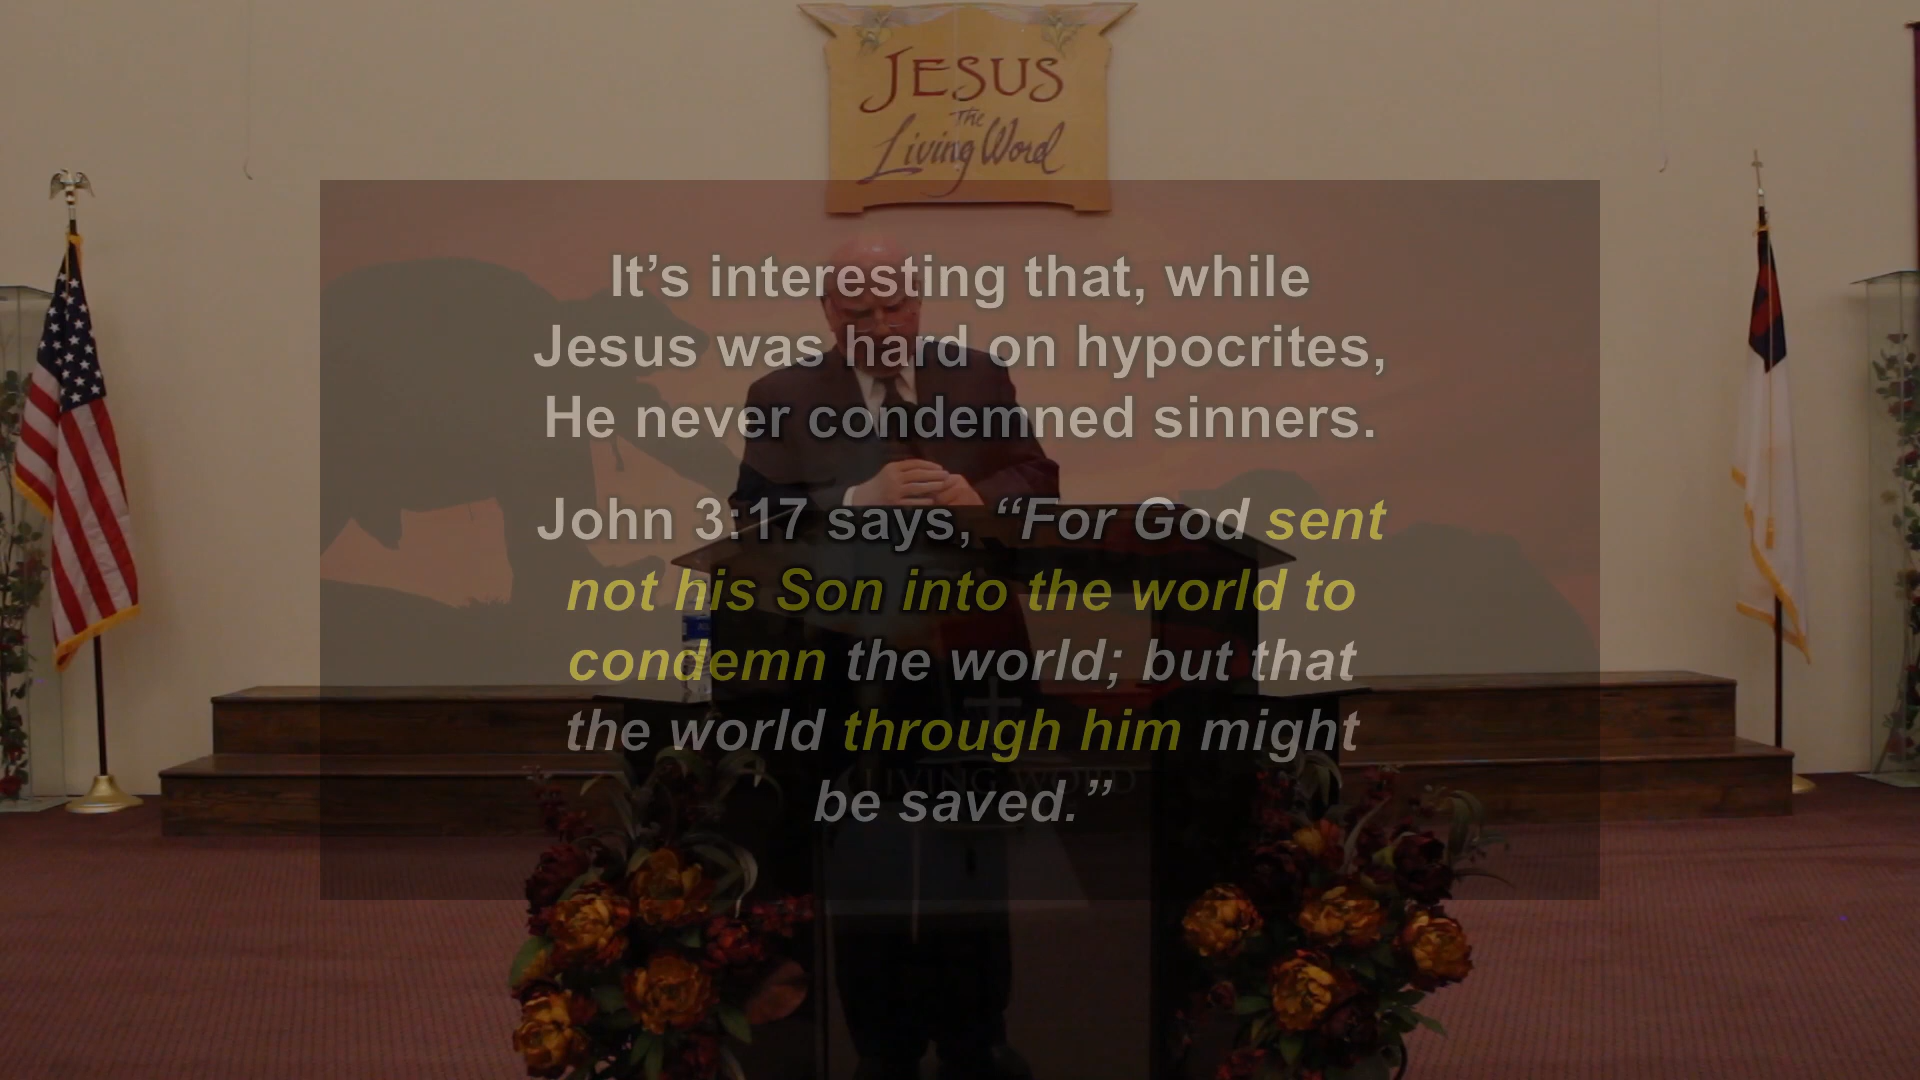 JESUS
The
Living Word
It’s interesting that, while
Jesus was hard on hypocrites,
He never condemned sinners.
John 3:17 says, “For God sent
not his Son into the world to
condemn the world; but that
the world through him might
be saved.”
LIVING WORD